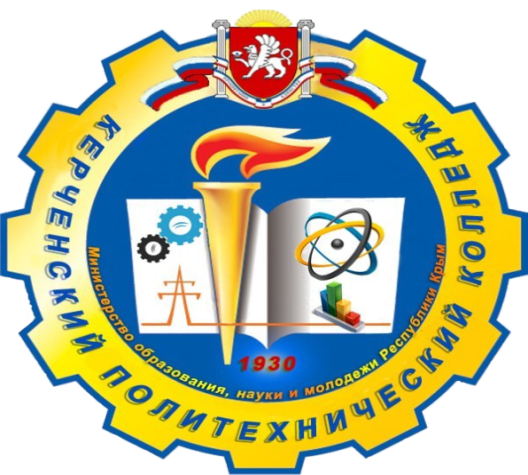 КЕРЧЕНСКИЙ ПОЛИТЕХНИЧЕСКИЙ КОЛЛЕДЖ
Министерство образования, науки и молодежи Республики Крым
1930